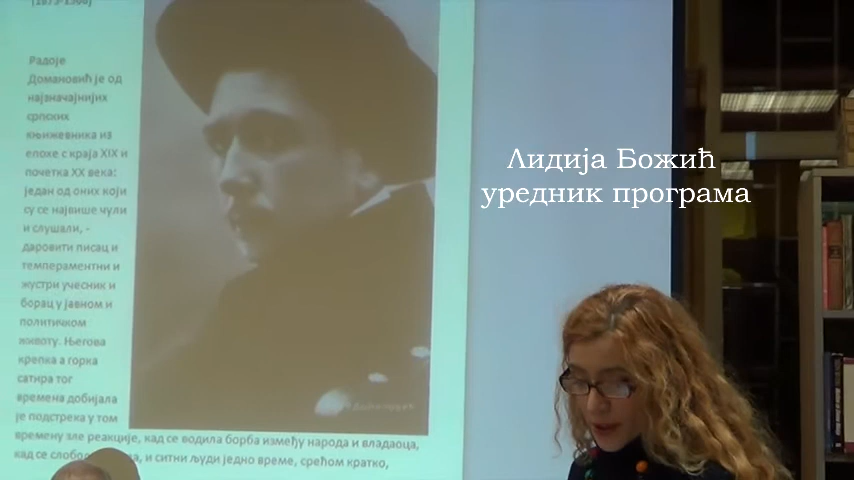 Радоје
Домановић је од
најзначајнијих
српских
књижевника из
епохе с краја XIX и
почетка XX века:
један од оних који
су се највише чули
и слушали, -
даровити писац и
темпераментни и
жустри учесник и
борац у јавном и
политичком
животу. Његова
крепка а горка
сатира тог
времена добијала
је подстрека у том
времену зле реакције, кад се водила борба између народа и владаоца,
кад се и ситни људи једно време, срећом кратко,
Лидија Божић
уредник програма